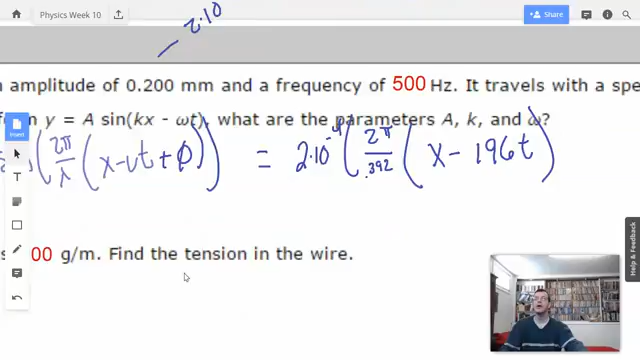 Physics Week 10
Share
2·10
n amplitude of 0.200 mm and a frequency of 500 Hz. It travels with a spe
rm y = A sin(kx - ωt), what are the parameters A, k, and ω?
Insert
(2π/λ (x-vt+φ)) = 2·10⁻⁴ (2π/.392 (x-196t)
s 00 g/m. Find the tension in the wire.
Help & Feedback